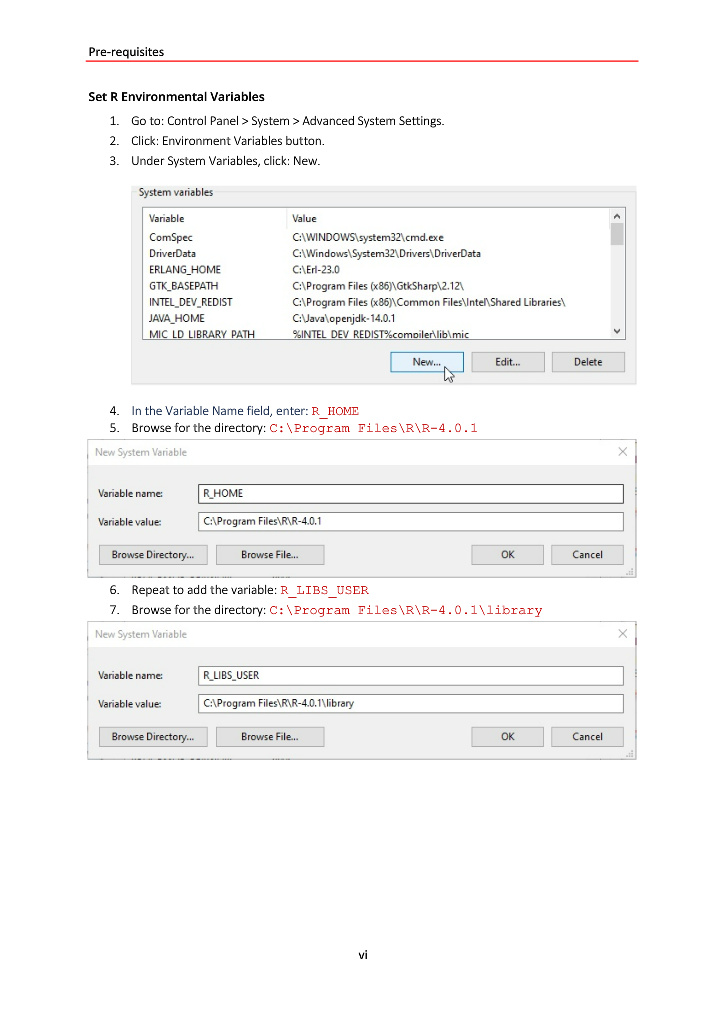 Pre-requisites
Set R Environmental Variables
1. Go to: Control Panel > System > Advanced System Settings.
2. Click: Environment Variables button.
3. Under System Variables, click: New.
System variables
Variable Value
ComSpec C:\WINDOWS\system32\cmd.exe
DriverData C:\Windows\System32\Drivers\DriverData
ERLANG_HOME C:\Erl-23.0
GTK_BASEPATH C:\Program Files (x86)\GtkSharp\2.12\
INTEL_DEV_REDIST C:\Program Files (x86)\Common Files\Intel\Shared Libraries\
JAVA_HOME C:\Java\openjdk-14.0.1
MIC_LD_LIBRARY_PATH %INTEL_DEV_REDIST%compiler\lib\mic
New... Edit... Delete
4. In the Variable Name field, enter: R_HOME
5. Browse for the directory: C:\Program Files\R\R-4.0.1
New System Variable
Variable name: R_HOME
Variable value: C:\Program Files\R\R-4.0.1
Browse Directory... Browse File... OK Cancel
6. Repeat to add the variable: R_LIBS_USER
7. Browse for the directory: C:\Program Files\R\R-4.0.1\library
New System Variable
Variable name: R_LIBS_USER
Variable value: C:\Program Files\R\R-4.0.1\library
Browse Directory... Browse File... OK Cancel
vi